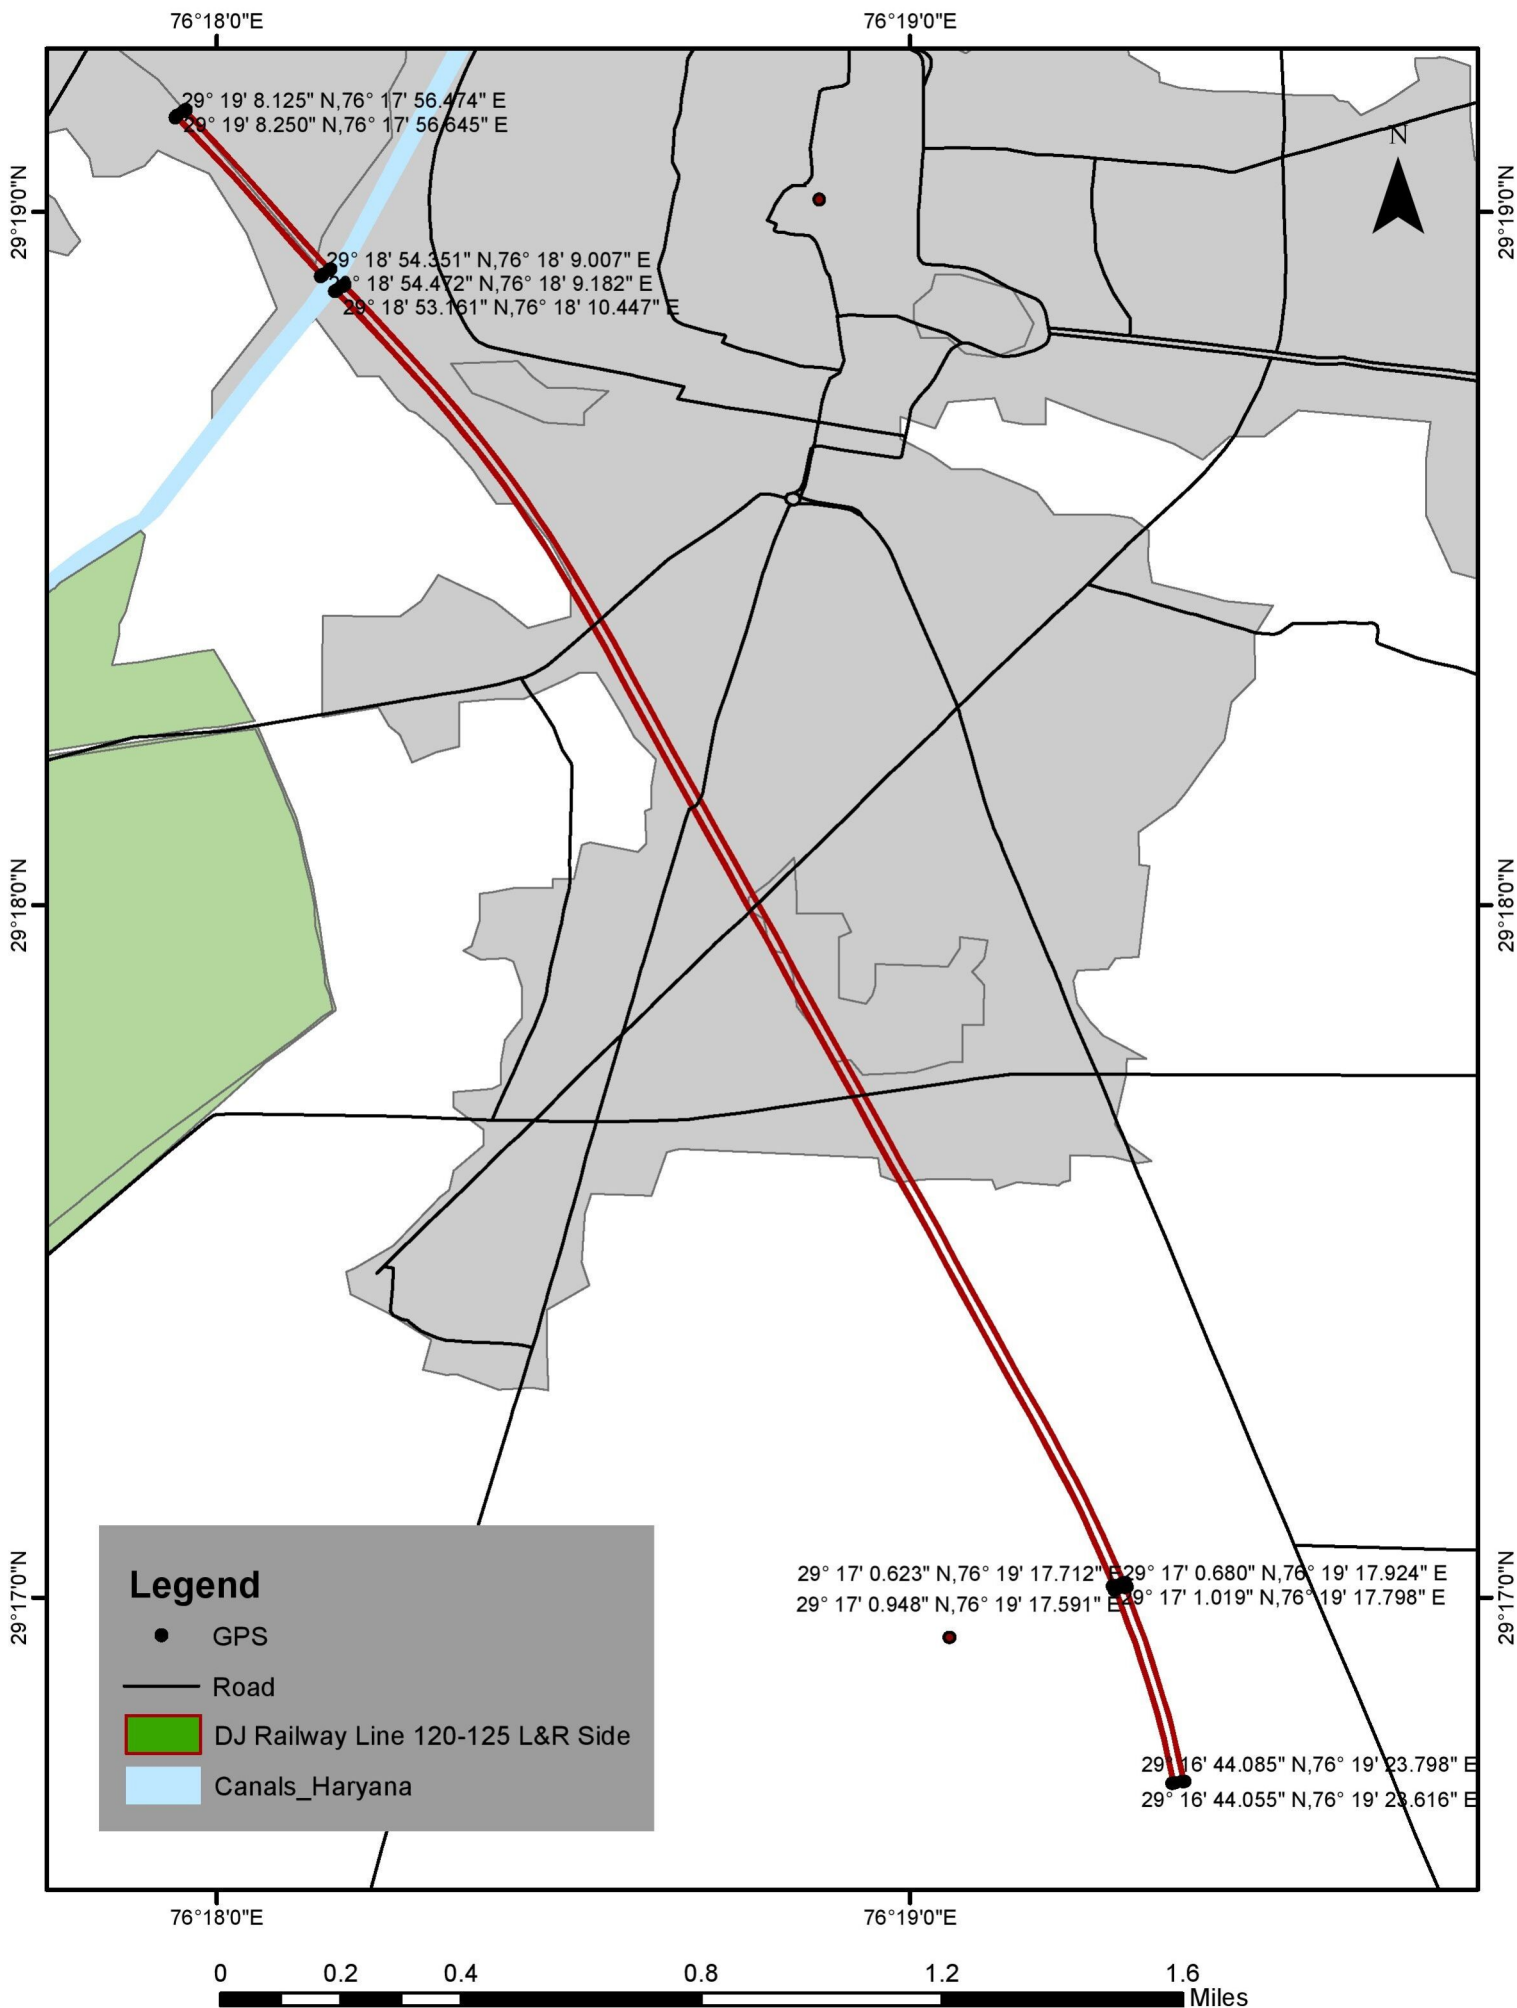 76°18'0"E
76°19'0"E
29° 19' 8.125" N,76° 17' 56.474" E
29° 19' 8.250" N,76° 17' 56.645" E
N
29°19'0"N
29°19'0"N
29° 18' 54.351" N,76° 18' 9.007" E
29° 18' 54.472" N,76° 18' 9.182" E
29° 18' 53.161" N,76° 18' 10.447" E
29°18'0"N
29°18'0"N
29° 17' 0.623" N,76° 19' 17.712" E
29° 17' 0.680" N,76° 19' 17.924" E
29° 17' 0.948" N,76° 19' 17.591" E
29° 17' 1.019" N,76° 19' 17.798" E
29°17'0"N
29°17'0"N
Legend
GPS
Road
DJ Railway Line 120-125 L&R Side
Canals_Haryana
29° 16' 44.085" N,76° 19' 23.798" E
29° 16' 44.055" N,76° 19' 23.616" E
76°18'0"E
76°19'0"E
0 0.2 0.4 0.8 1.2 1.6
Miles